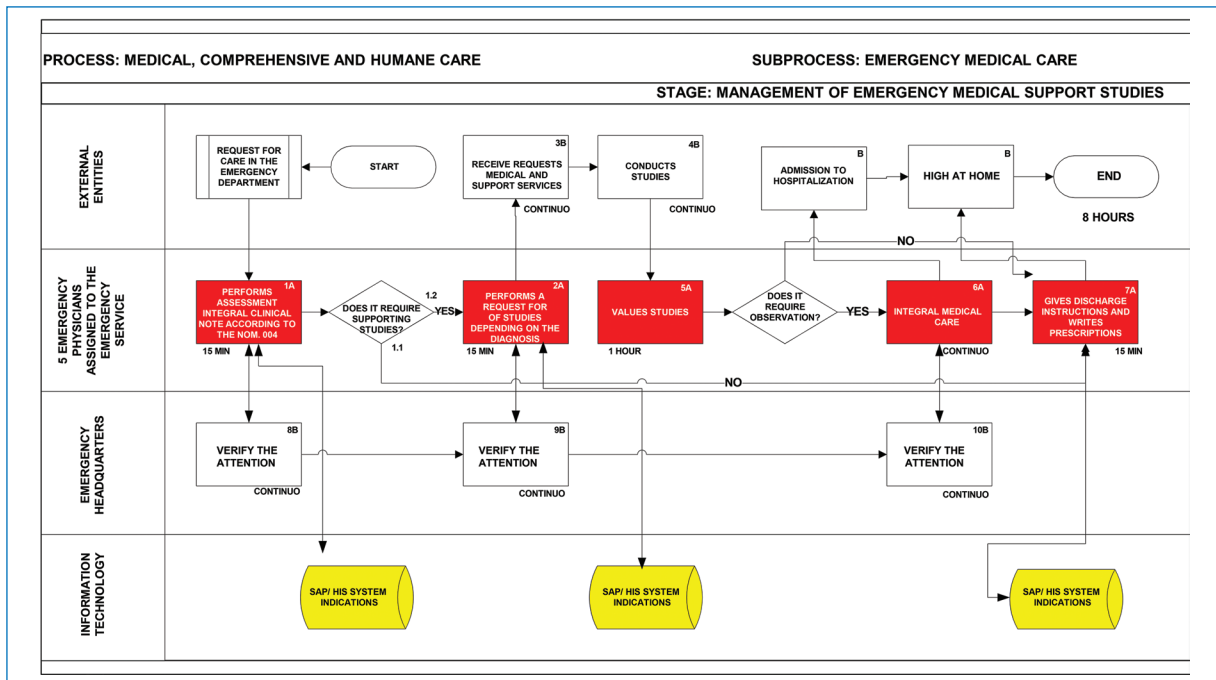 PROCESS: MEDICAL, COMPREHENSIVE AND HUMANE CARE
SUBPROCESS: EMERGENCY MEDICAL CARE
STAGE: MANAGEMENT OF EMERGENCY MEDICAL SUPPORT STUDIES
EXTERNAL
ENTITIES
REQUEST FOR
CARE IN THE
EMERGENCY
DEPARTMENT
START
3B
RECEIVE REQUESTS
MEDICAL AND
SUPPORT SERVICES
CONTINUO
4B
CONDUCTS
STUDIES
CONTINUO
B
ADMISSION TO
HOSPITALIZATION
B
HIGH AT HOME
END
8 HOURS
NO
5 EMERGENCY
PHYSICIANS
ASSIGNED TO THE
EMERGENCY
SERVICE
1A
PERFORMS
ASSESSMENT
INTEGRAL CLINICAL
NOTE ACCORDING TO
THE NOM. 004
15 MIN
1.2
DOES IT REQUIRE
SUPPORTING
STUDIES?
1.1
YES
2A
PERFORMS A
REQUEST FOR
OF STUDIES
DEPENDING ON THE
DIAGNOSIS
15 MIN
5A
VALUES STUDIES
1 HOUR
DOES IT
REQUIRE
OBSERVATION?
YES
6A
INTEGRAL MEDICAL
CARE
CONTINUO
7A
GIVES DISCHARGE
INSTRUCTIONS AND
WRITES
PRESCRIPTIONS
15 MIN
NO
EMERGENCY
HEADQUARTERS
8B
VERIFY THE
ATTENTION
CONTINUO
9B
VERIFY THE
ATTENTION
CONTINUO
10B
VERIFY THE
ATTENTION
CONTINUO
INFORMATION
TECHNOLOGY
SAP/ HIS SYSTEM
INDICATIONS
SAP/ HIS SYSTEM
INDICATIONS
SAP/ HIS SYSTEM
INDICATIONS